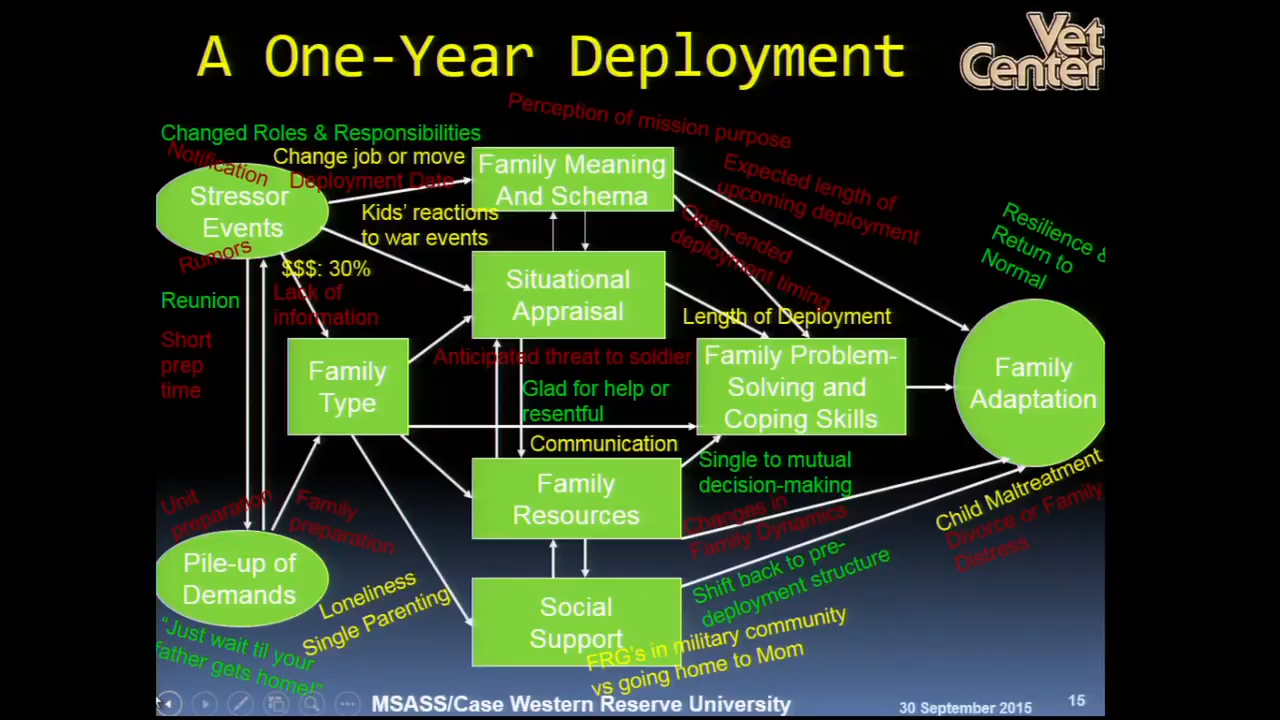 A One-Year Deployment
Vet
Center
Perception of mission purpose
Changed Roles & Responsibilities
Notification
Change job or move
Deployment Date
Family Meaning
And Schema
Expected length of
upcoming deployment
Stressor
Events
Kids' reactions
to war events
Open-ended
deployment timing
Resilience &
Return to
Normal
Rumors
$$$: 30%
Lack of
information
Situational
Appraisal
Reunion
Short
prep
time
Length of Deployment
Family
Type
Anticipated threat to soldier
Glad for help or
resentful
Communication
Family Problem-
Solving and
Coping Skills
Family
Adaptation
Single to mutual
decision-making
Unit
preparation
Family
preparation
Family
Resources
Changes in
Family Dynamics
Child Maltreatment
Divorce or Family
Distress
Pile-up of
Demands
Loneliness
Single Parenting
Social
Support
Shift back to pre-
deployment structure
FRG's in military community
vs going home to Mom
"Just wait til your
father gets home!"
MSASS/Case Western Reserve University
30 September 2015
15